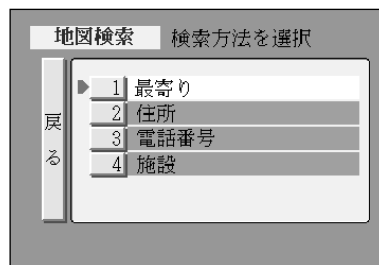 地図検索 検索方法を選択
戻る
1 最寄り
2 住所
3 電話番号
4 施設